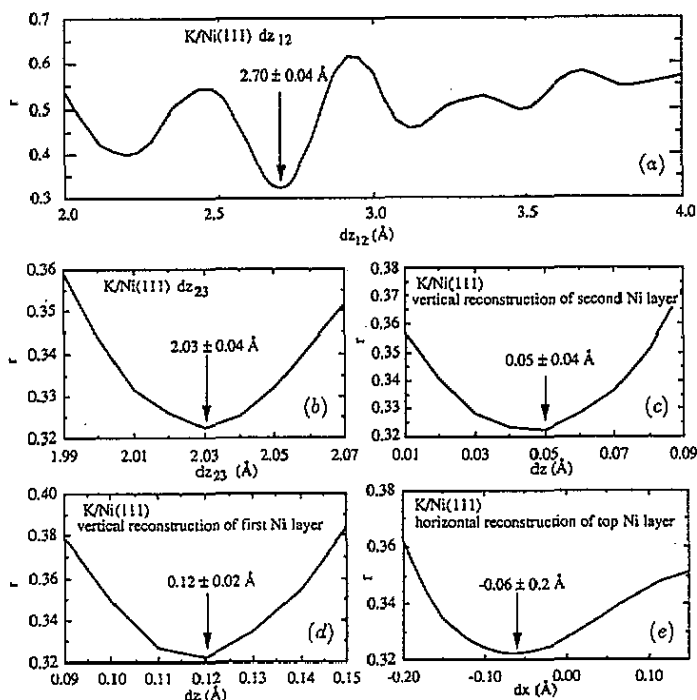 K/Ni(111) dz12
2.70 ± 0.04 Å
r
0.7
0.6
0.5
0.4
0.3
(a)
2.0 2.5 3.0 3.5 4.0
dz12 (Å)
K/Ni(111) dz23
2.03 ± 0.04 Å
r
0.36
0.35
0.34
0.33
0.32
(b)
1.99 2.01 2.03 2.05 2.07
dz23 (Å)
K/Ni(111)
vertical reconstruction of second Ni layer
0.05 ± 0.04 Å
r
0.38
0.37
0.36
0.35
0.34
0.33
0.32
(c)
0.01 0.03 0.05 0.07 0.09
dz (Å)
K/Ni(111)
vertical reconstruction of first Ni layer
0.12 ± 0.02 Å
r
0.40
0.38
0.36
0.34
0.32
(d)
0.09 0.10 0.11 0.12 0.13 0.14 0.15
dz (Å)
K/Ni(111)
horizontal reconstruction of top Ni layer
-0.06 ± 0.2 Å
r
0.38
0.36
0.34
0.32
(e)
-0.20 -0.10 0.00 0.10
dx (Å)